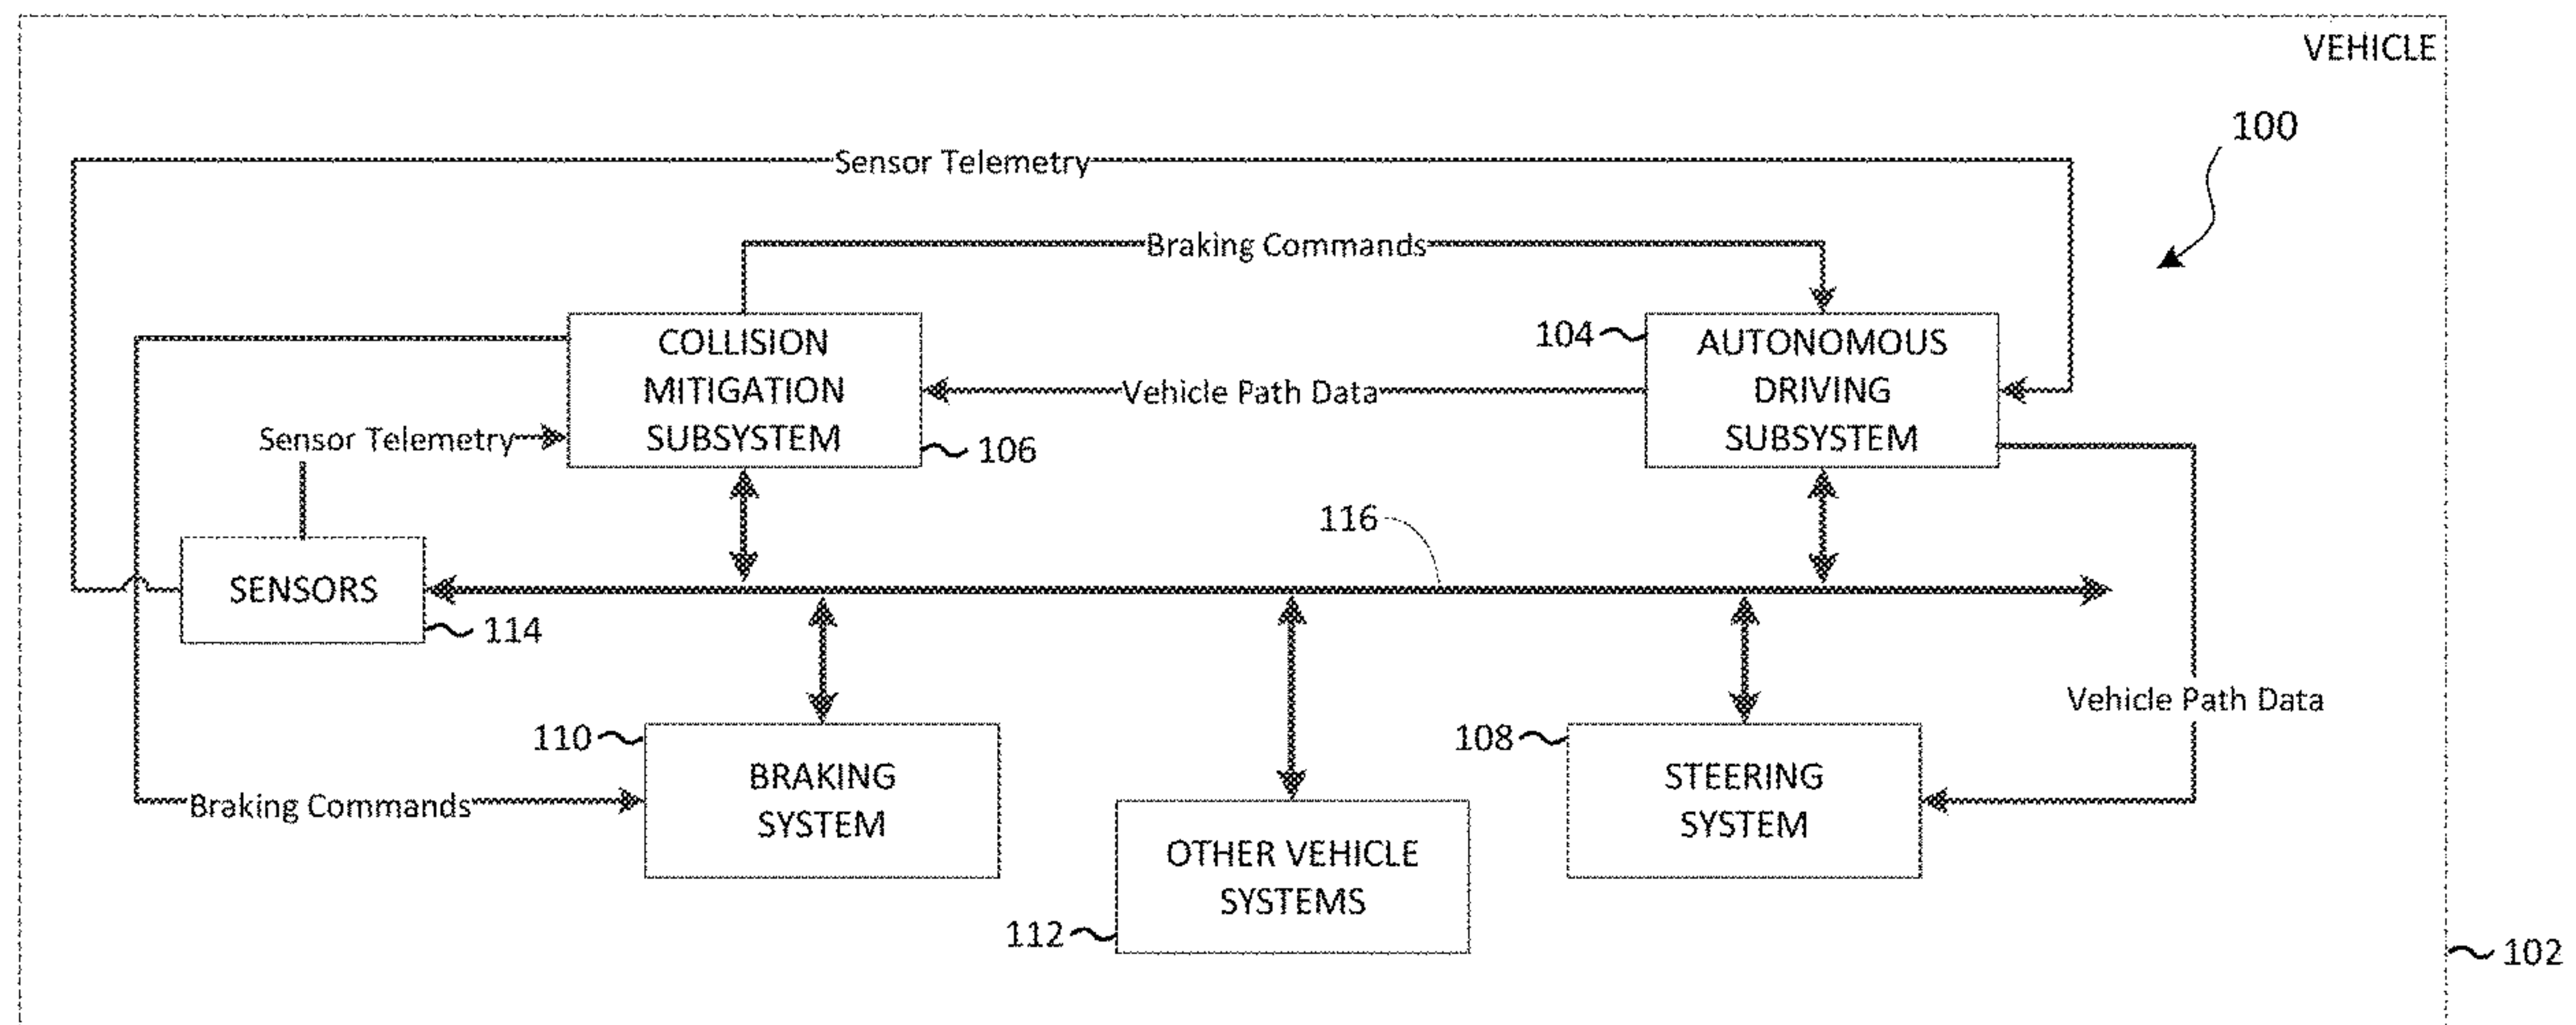 VEHICLE
100
Sensor Telemetry
Braking Commands
COLLISION
MITIGATION
SUBSYSTEM
106
104
AUTONOMOUS
DRIVING
SUBSYSTEM
Vehicle Path Data
Sensor Telemetry
116
SENSORS
114
Vehicle Path Data
110
BRAKING
SYSTEM
108
STEERING
SYSTEM
Braking Commands
OTHER VEHICLE
SYSTEMS
112
102